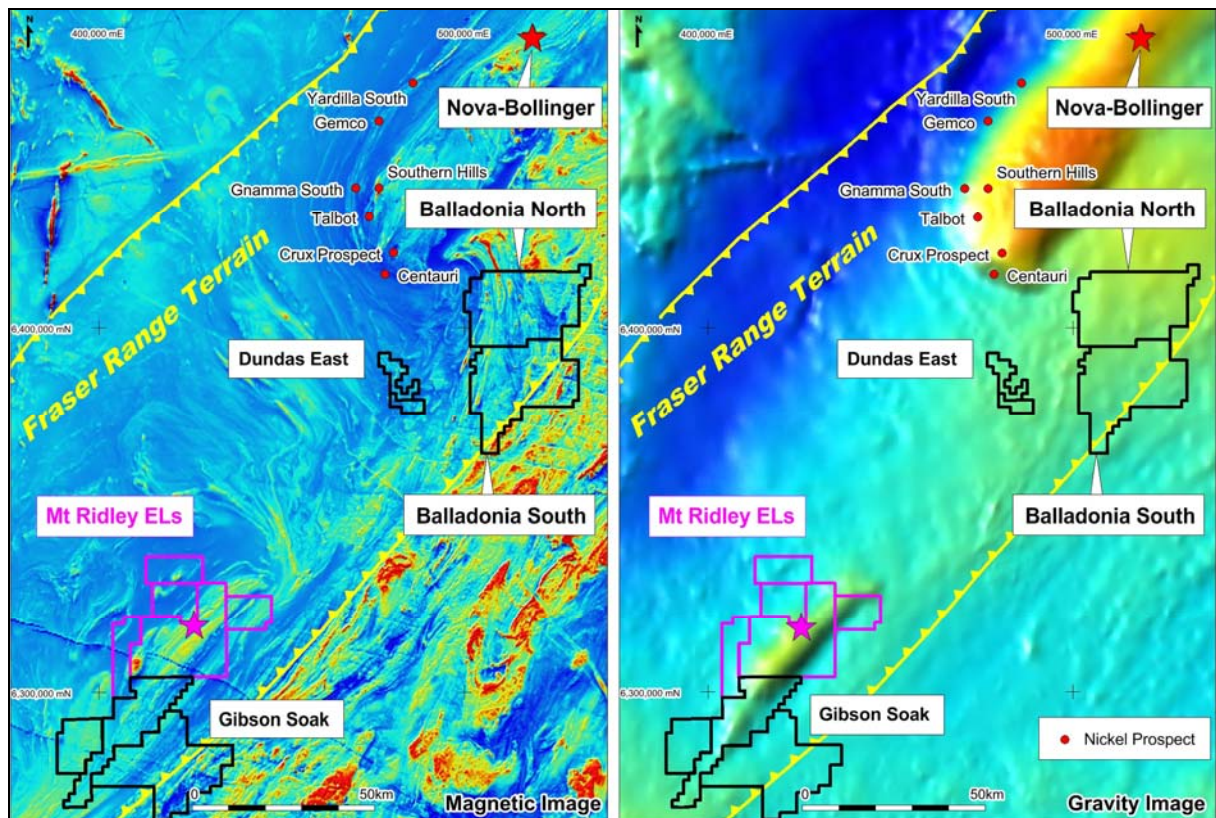 N
400,000 mE
500,000 mE
Yardilla South
Nova-Bollinger
Gemco
Southern Hills
Gnamma South
Balladonia North
Talbot
Crux Prospect
Centauri
Fraser Range Terrain
6,400,000 mN
Dundas East
Mt Ridley ELs
Balladonia South
6,300,000 mN
Gibson Soak
0
50km
Magnetic Image
N
400,000 mE
500,000 mE
Yardilla South
Nova-Bollinger
Gemco
Southern Hills
Gnamma South
Balladonia North
Talbot
Crux Prospect
Centauri
Fraser Range Terrain
6,400,000 mN
Dundas East
Mt Ridley ELs
Balladonia South
6,300,000 mN
Gibson Soak
Nickel Prospect
0
50km
Gravity Image